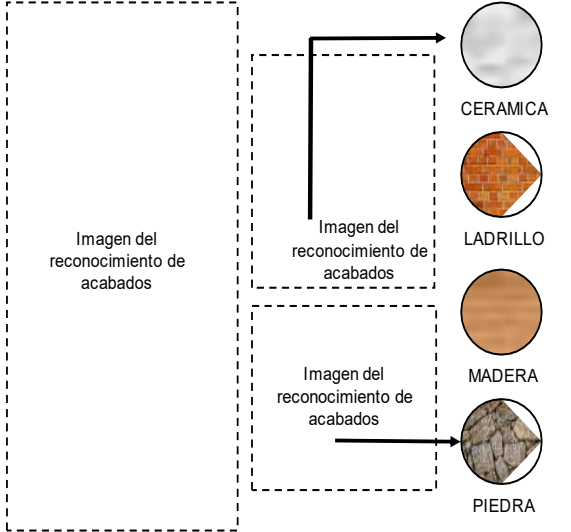 Imagen del
reconocimiento de
acabados
Imagen del
reconocimiento de
acabados
Imagen del
reconocimiento de
acabados
CERAMICA
LADRILLO
MADERA
PIEDRA